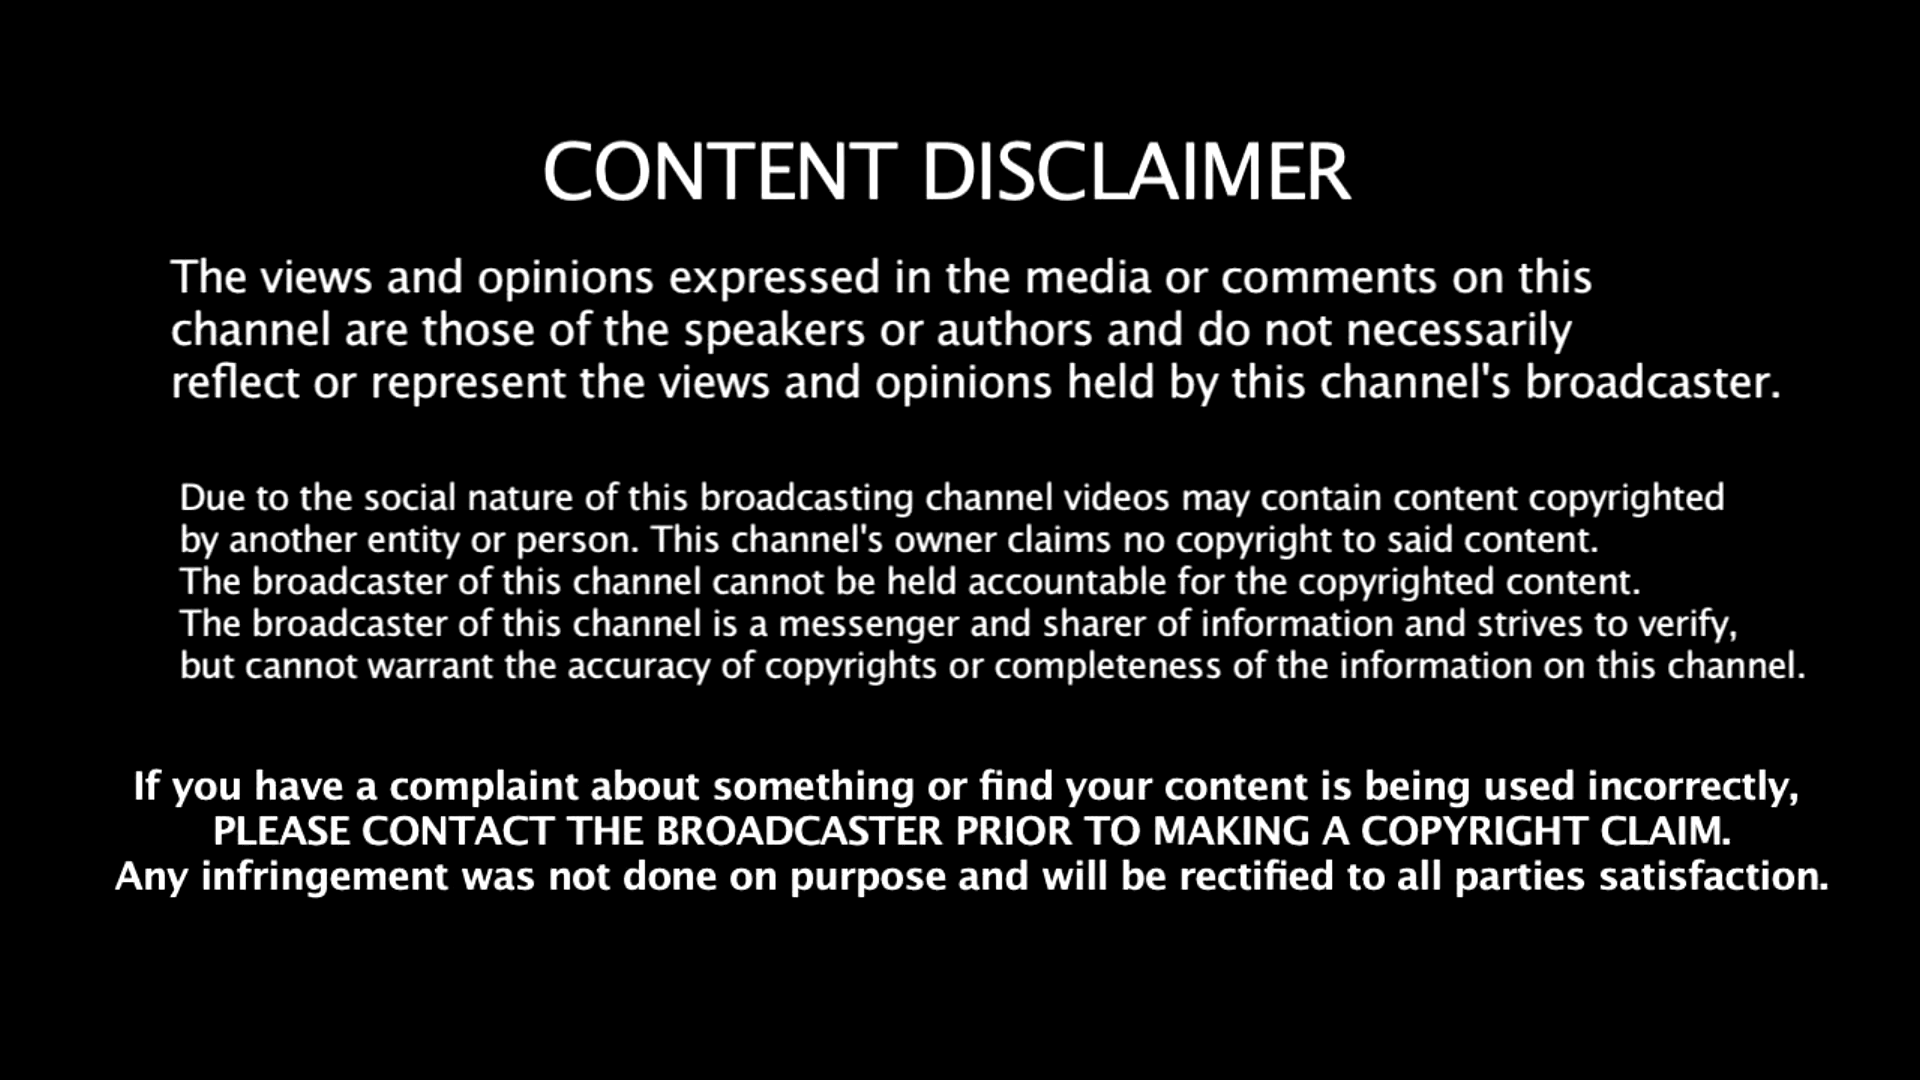 CONTENT DISCLAIMER
The views and opinions expressed in the media or comments on this
channel are those of the speakers or authors and do not necessarily
reflect or represent the views and opinions held by this channel's broadcaster.
Due to the social nature of this broadcasting channel videos may contain content copyrighted
by another entity or person. This channel's owner claims no copyright to said content.
The broadcaster of this channel cannot be held accountable for the copyrighted content.
The broadcaster of this channel is a messenger and sharer of information and strives to verify,
but cannot warrant the accuracy of copyrights or completeness of the information on this channel.
If you have a complaint about something or find your content is being used incorrectly,
PLEASE CONTACT THE BROADCASTER PRIOR TO MAKING A COPYRIGHT CLAIM.
Any infringement was not done on purpose and will be rectified to all parties satisfaction.